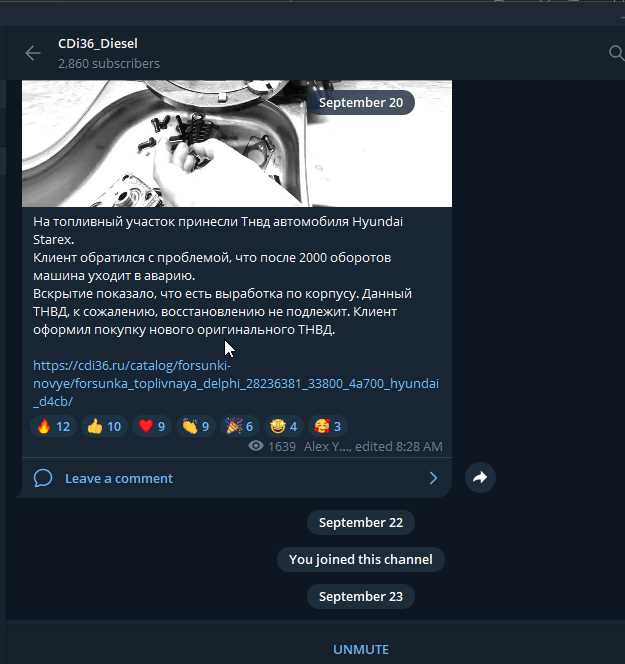 CDi36_Diesel
2,860 subscribers
September 20
На топливный участок принесли Тнвд автомобиля Hyundai
Starex.
Клиент обратился с проблемой, что после 2000 оборотов
машина уходит в аварию.
Вскрытие показало, что есть выработка по корпусу. Данный
ТНВД, к сожалению, восстановлению не подлежит. Клиент
оформил покупку нового оригинального ТНВД.
https://cdi36.ru/catalog/forsunki-
novye/forsunka_toplivnaya_delphi_28236381_33800_4a700_hyundai
_d4cb/
12 10 9 9 6 4 3
1639 Alex Y..., edited 8:28 AM
Leave a comment
September 22
You joined this channel
September 23
UNMUTE